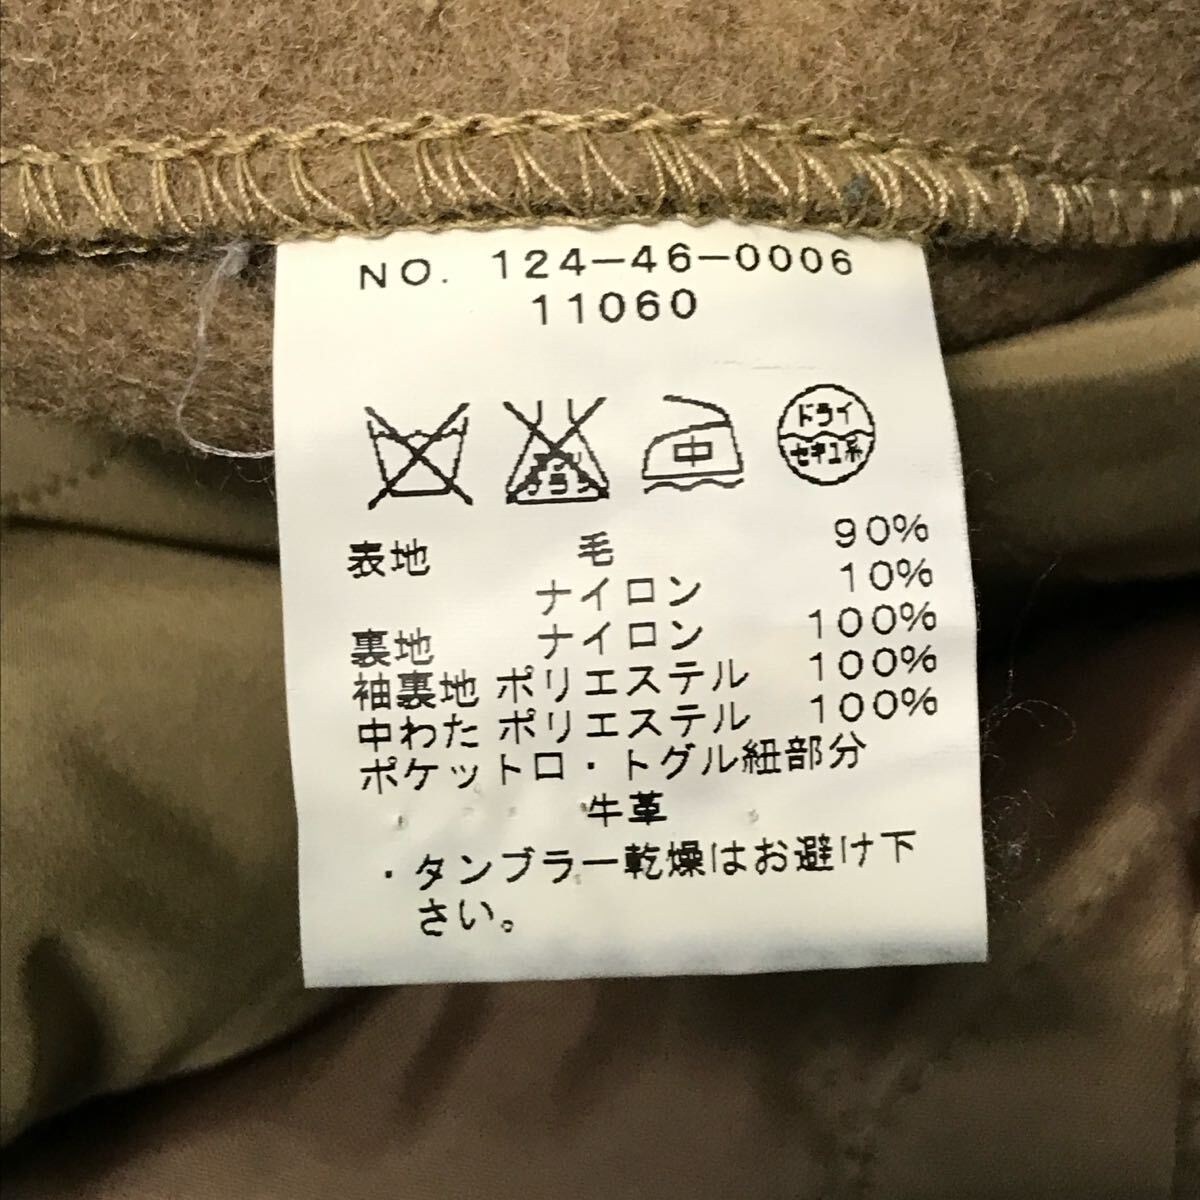 NO. 124-46-0006
11060
中
ドライ
セキユ系
表地 毛 90%
ナイロン 10%
裏地 ナイロン 100%
袖裏地 ポリエステル 100%
中わた ポリエステル 100%
ポケット口・トグル紐部分
牛革
・タンブラー乾燥はお避け下
さい。